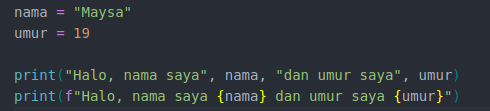 nama = "Maysa"
umur = 19
print("Halo, nama saya", nama, "dan umur saya", umur)
print(f"Halo, nama saya {nama} dan umur saya {umur}")